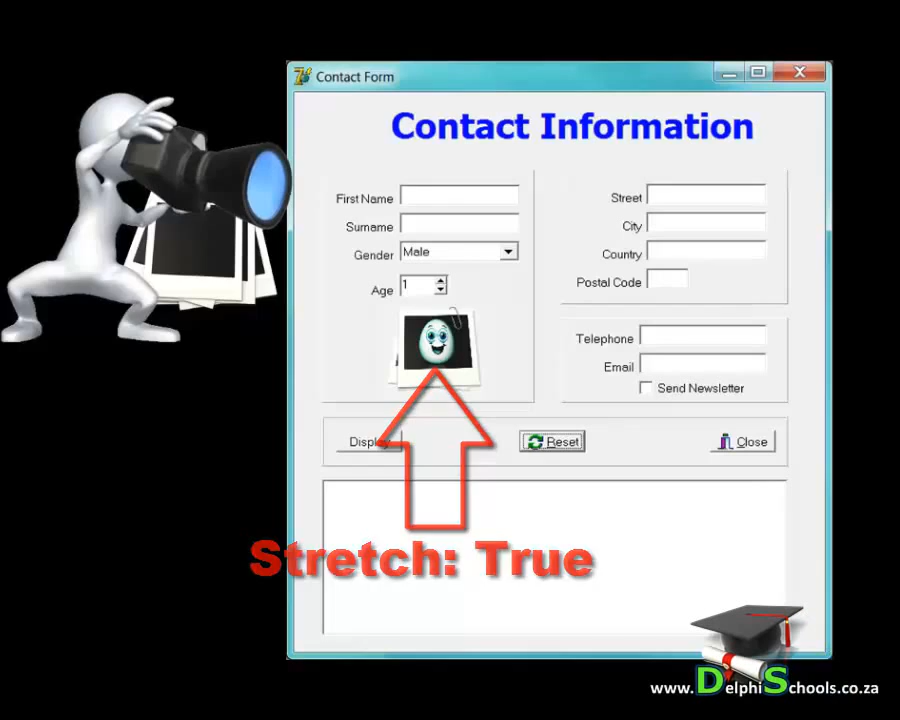 Contact Form
Contact Information
First Name
Surname
Gender Male
Age 1
Street
City
Country
Postal Code
Telephone
Email
Send Newsletter
Display
Reset
Close
Stretch: True
www.DelphiSchools.co.za